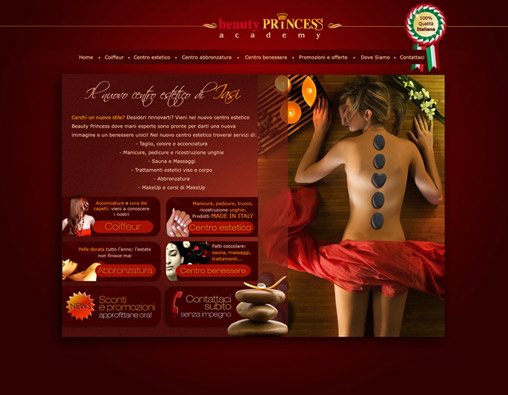 beauty PRINCESS
academy
100%
Qualità
Italiana
Home • Coiffeur • Centro estetico • Centro abbronzatura • Centro benessere • Promozioni e offerte • Dove Siamo • Contattaci
Il nuovo centro estetico di Iasi
Cerchi un nuovo stile? Desideri rinnovarti? Vieni nel nuovo centro estetico
Beauty Princess dove mani esperte sono pronte per darti una nuova
immagine e un benessere unici! Nel nuovo centro estetico troverai servizi di:
- Taglio, colore e acconciatura
- Manicure, pedicure e ricostruzione unghie
- Sauna e Massaggi
- Trattamenti estetici viso e corpo
- Abbronzatura
- MakeUp e corsi di MakeUp
Acconciature e cura dei
capelli: vieni a conoscere
i nostri
Coiffeur
Manicure, pedicure, trucco,
ricostruzione unghie.
Prodotti MADE IN ITALY
Centro estetico
Pelle dorata tutto l'anno: l'estate
non finisce mai
Abbronzatura
Fatti coccolare:
sauna, massaggi,
trattamenti...
Centro benessere
NEWS
Sconti
e promozioni
approfittane ora!
Contattaci
subito
senza impegno